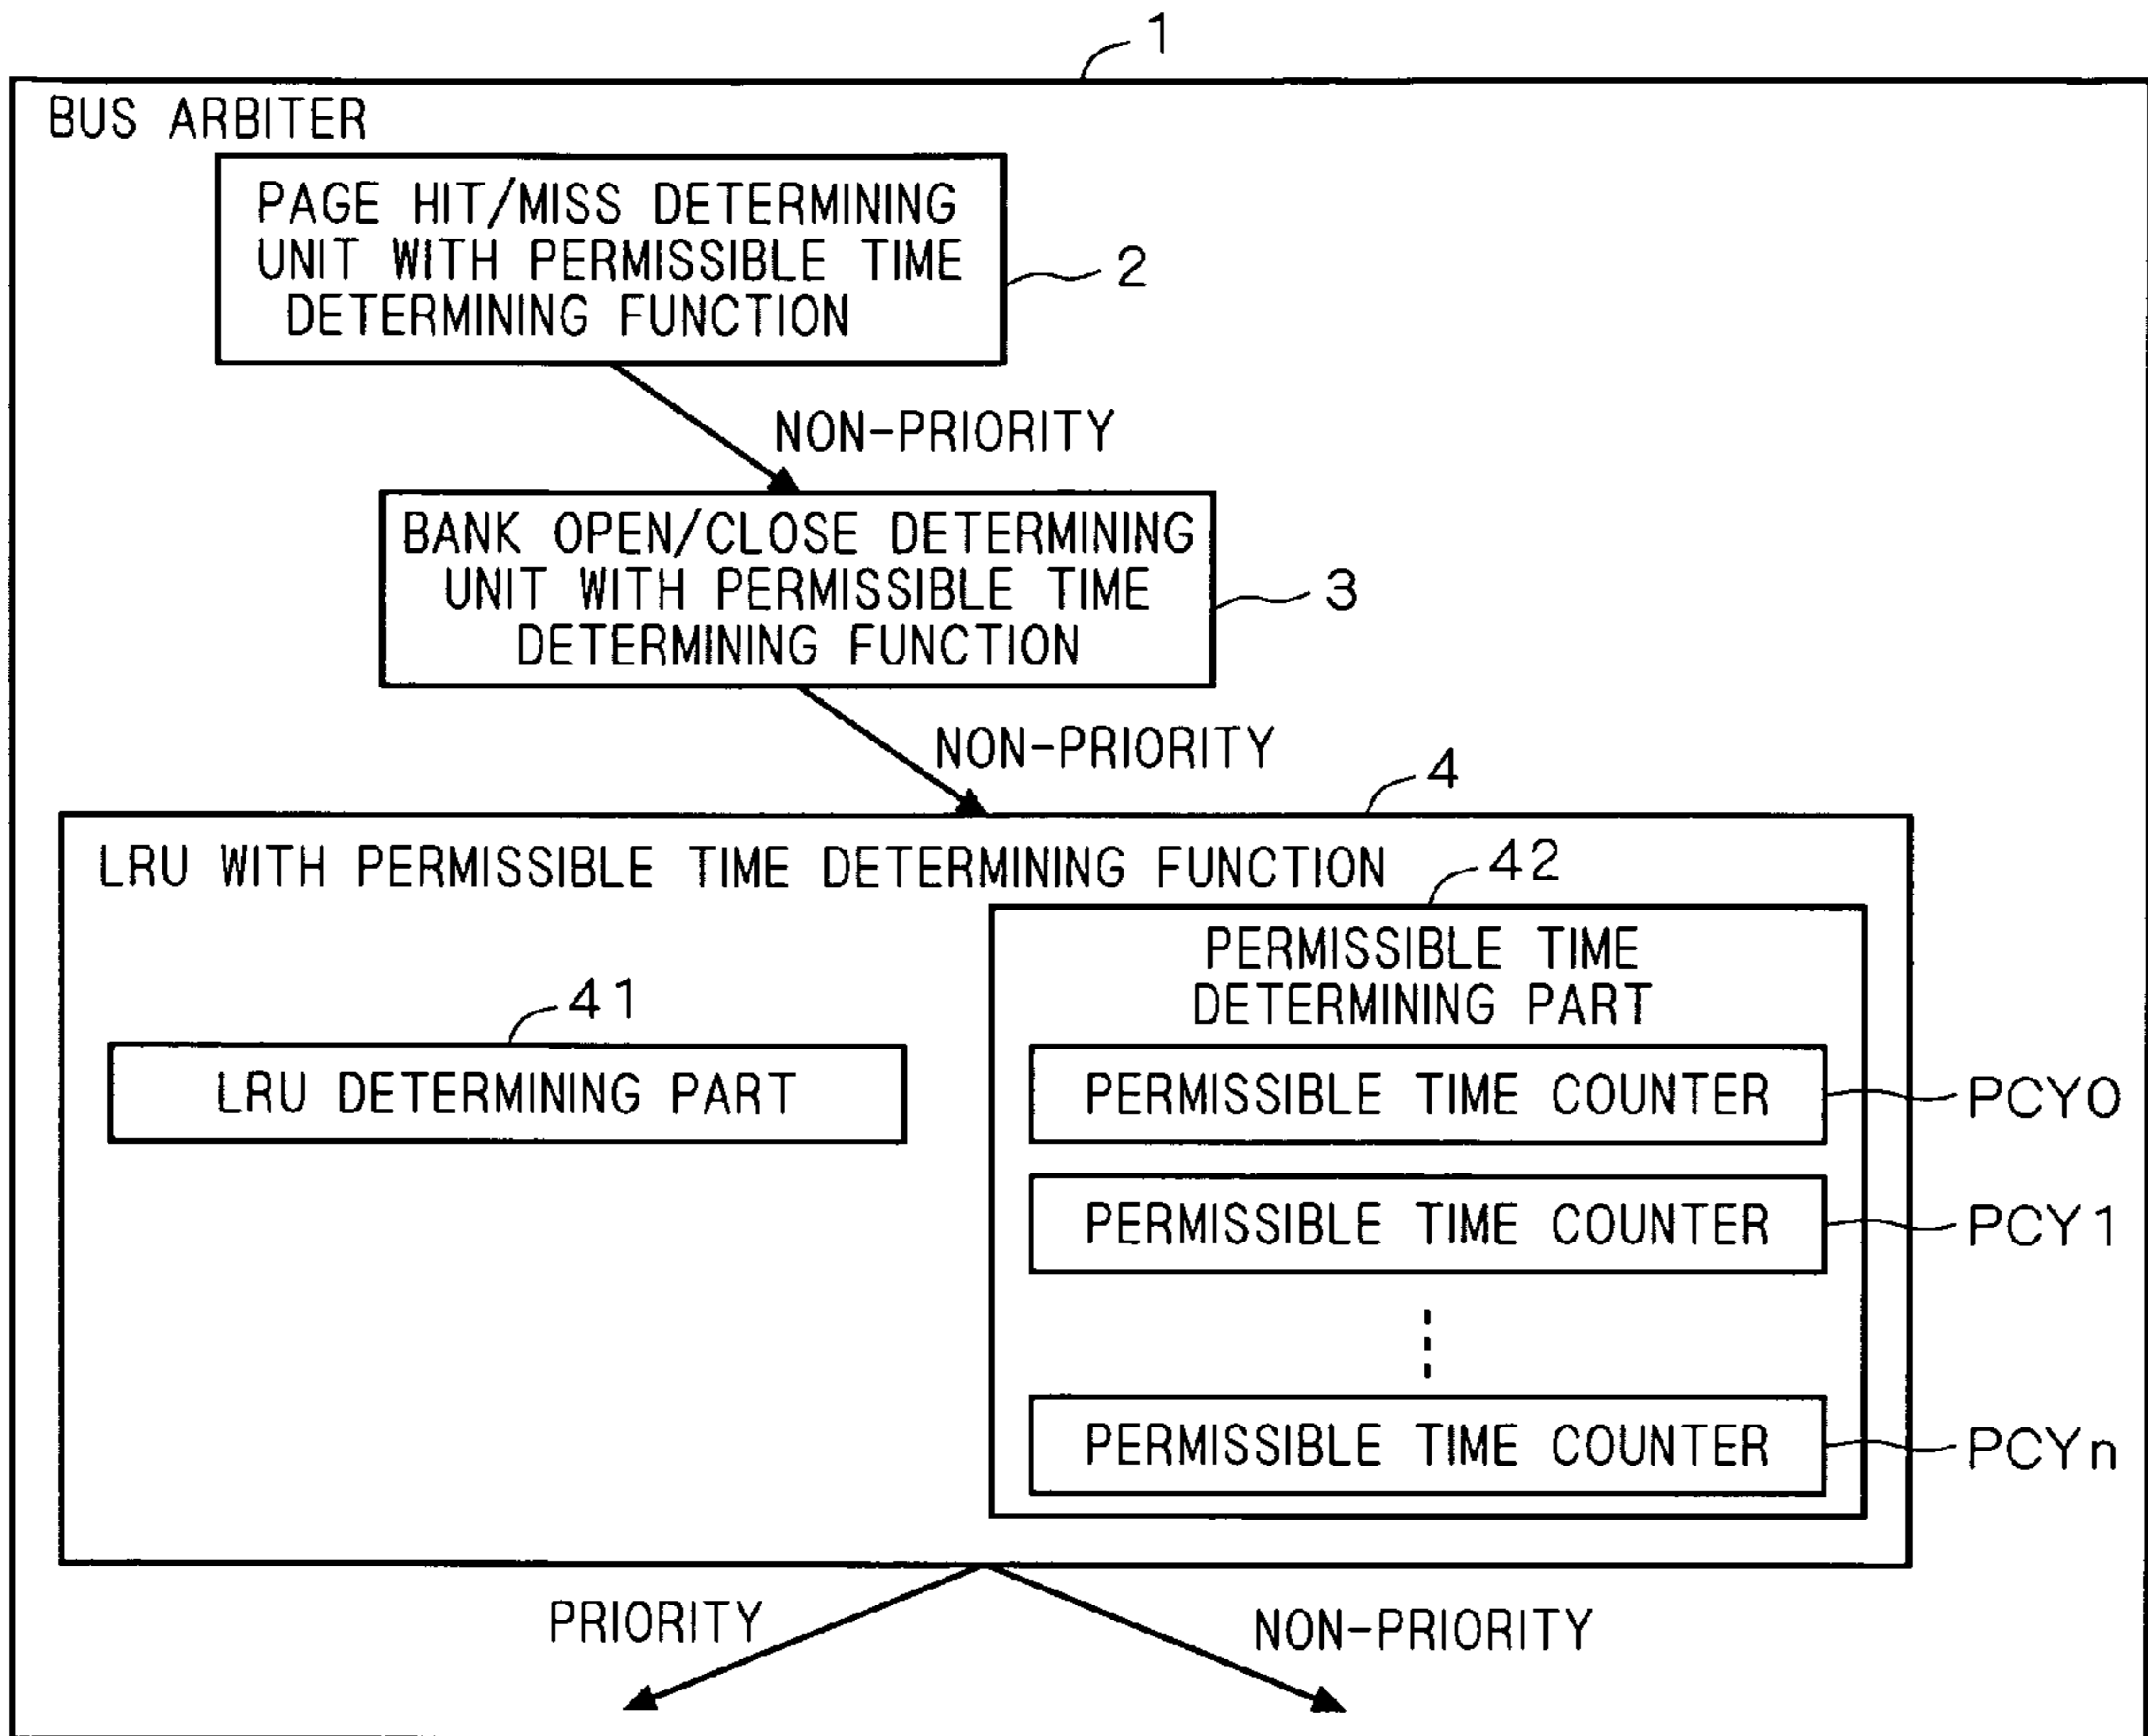 1
BUS ARBITER
PAGE HIT/MISS DETERMINING
UNIT WITH PERMISSIBLE TIME
DETERMINING FUNCTION
2
NON-PRIORITY
BANK OPEN/CLOSE DETERMINING
UNIT WITH PERMISSIBLE TIME
DETERMINING FUNCTION
3
NON-PRIORITY
4
LRU WITH PERMISSIBLE TIME DETERMINING FUNCTION
42
PERMISSIBLE TIME
DETERMINING PART
41
LRU DETERMINING PART
PERMISSIBLE TIME COUNTER
PCY0
PERMISSIBLE TIME COUNTER
PCY1
PERMISSIBLE TIME COUNTER
PCYn
PRIORITY
NON-PRIORITY